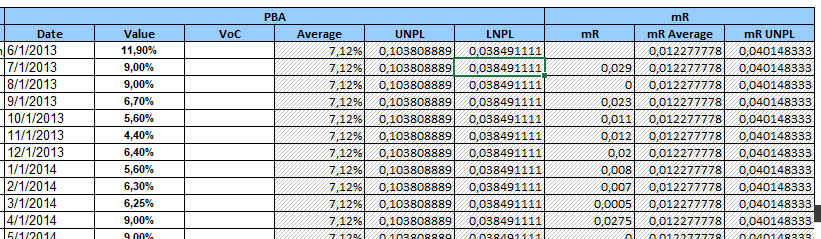 PBA mR
Date Value VoC Average UNPL LNPL mR mR Average mR UNPL
6/1/2013 11,90% 7,12% 0,103808889 0,038491111 0,012277778 0,040148333
7/1/2013 9,00% 7,12% 0,103808889 0,038491111 0,029 0,012277778 0,040148333
8/1/2013 9,00% 7,12% 0,103808889 0,038491111 0 0,012277778 0,040148333
9/1/2013 6,70% 7,12% 0,103808889 0,038491111 0,023 0,012277778 0,040148333
10/1/2013 5,60% 7,12% 0,103808889 0,038491111 0,011 0,012277778 0,040148333
11/1/2013 4,40% 7,12% 0,103808889 0,038491111 0,012 0,012277778 0,040148333
12/1/2013 6,40% 7,12% 0,103808889 0,038491111 0,02 0,012277778 0,040148333
1/1/2014 5,60% 7,12% 0,103808889 0,038491111 0,008 0,012277778 0,040148333
2/1/2014 6,30% 7,12% 0,103808889 0,038491111 0,007 0,012277778 0,040148333
3/1/2014 6,25% 7,12% 0,103808889 0,038491111 0,0005 0,012277778 0,040148333
4/1/2014 9,00% 7,12% 0,103808889 0,038491111 0,0275 0,012277778 0,040148333
5/1/2014 9,00% 7,12% 0,103808889 0,038491111 0 0,012277778 0,040148333